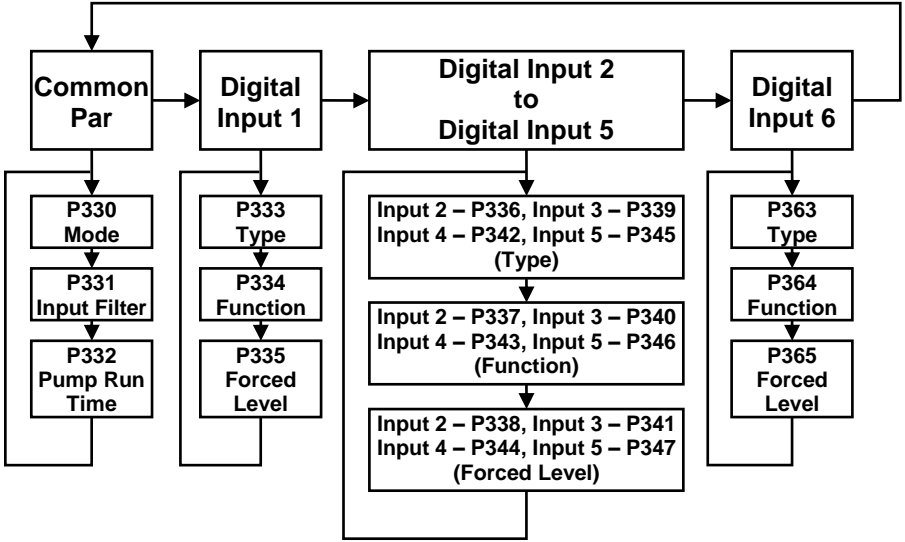 Common
Par
Digital
Input 1
Digital Input 2
to
Digital Input 5
Digital
Input 6
P330
Mode
P331
Input Filter
P332
Pump Run
Time
P333
Type
P334
Function
P335
Forced
Level
Input 2 – P336, Input 3 – P339
Input 4 – P342, Input 5 – P345
(Type)
Input 2 – P337, Input 3 – P340
Input 4 – P343, Input 5 – P346
(Function)
Input 2 – P338, Input 3 – P341
Input 4 – P344, Input 5 – P347
(Forced Level)
P363
Type
P364
Function
P365
Forced
Level